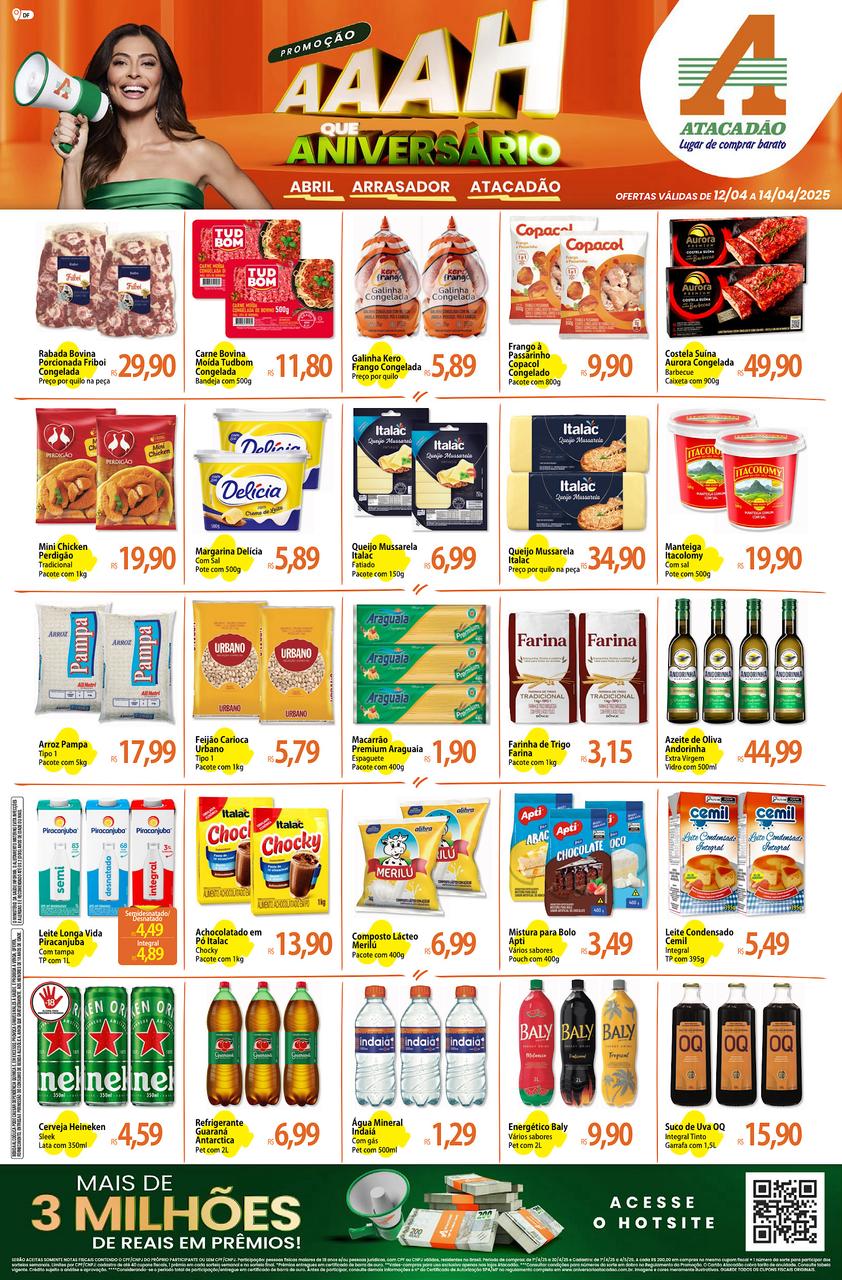 DF
PROMOÇÃO
AAAH
QUE
ANIVERSÁRIO
ABRIL ARRASADOR ATACADÃO
ATACADÃO
Lugar de comprar barato
OFERTAS VÁLIDAS DE 12/04 A 14/04/2025
Rabada Bovina
Porcionada Friboi
Congelada
Preço por quilo na peça
R$ 29,90
Carne Bovina
Moída Tudbom
Congelada
Bandeja com 500g
R$ 11,80
Galinha Kero
Frango Congelada
Preço por quilo
R$ 5,89
Frango à
Passarinho
Copacol
Congelado
Pacote com 800g
R$ 9,90
Costela Suína
Aurora Congelada
Barbecue
Caixeta com 900g
R$ 49,90
Mini Chicken
Perdigão
Tradicional
Pacote com 1kg
R$ 19,90
Margarina Delícia
Com Sal
Pote com 500g
R$ 5,89
Queijo Mussarela
Italac
Fatiado
Pacote com 150g
R$ 6,99
Queijo Mussarela
Italac
Preço por quilo na peça
R$ 34,90
Manteiga
Itacolomy
Com sal
Pote com 500g
R$ 19,90
Arroz Pampa
Tipo 1
Pacote com 5kg
R$ 17,99
Feijão Carioca
Urbano
Tipo 1
Pacote com 1kg
R$ 5,79
Macarrão
Premium Araguaia
Espaguete
Pacote com 400g
R$ 1,90
Farinha de Trigo
Farina
Pacote com 1kg
R$ 3,15
Azeite de Oliva
Andorinha
Extra Virgem
Vidro com 500ml
R$ 44,99
Leite Longa Vida
Piracanjuba
Com tampa
TP com 1L
Semidesnatado/
Desnatado
R$ 4,49
Integral
R$ 4,89
Achocolatado em
Pó Italac
Chocky
Pacote com 1kg
R$ 13,90
Composto Lácteo
Merilú
Pacote com 400g
R$ 6,99
Mistura para Bolo
Apti
Vários sabores
Pouch com 400g
R$ 3,49
Leite Condensado
Cemil
Integral
TP com 395g
R$ 5,49
Cerveja Heineken
Sleek
Lata com 350ml
R$ 4,59
Refrigerante
Guaraná
Antarctica
Pet com 2L
R$ 6,99
Água Mineral
Indaiá
Com gás
Pet com 500ml
R$ 1,29
Energético Baly
Vários sabores
Pet com 2L
R$ 9,90
Suco de Uva OQ
Integral Tinto
Garrafa com 1,5L
R$ 15,90
MAIS DE
3 MILHÕES
DE REAIS EM PRÊMIOS!
ACESSE
O HOTSITE